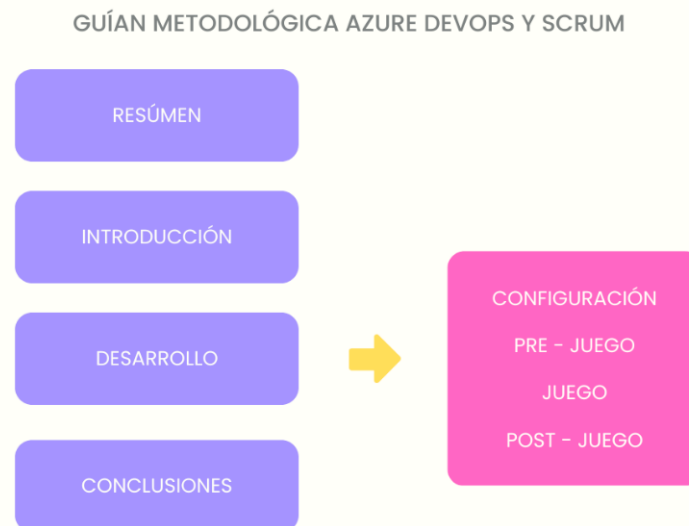 GUÍAN METODOLÓGICA AZURE DEVOPS Y SCRUM
RESÚMEN
INTRODUCCIÓN
DESARROLLO
CONCLUSIONES
CONFIGURACIÓN
PRE - JUEGO
JUEGO
POST - JUEGO